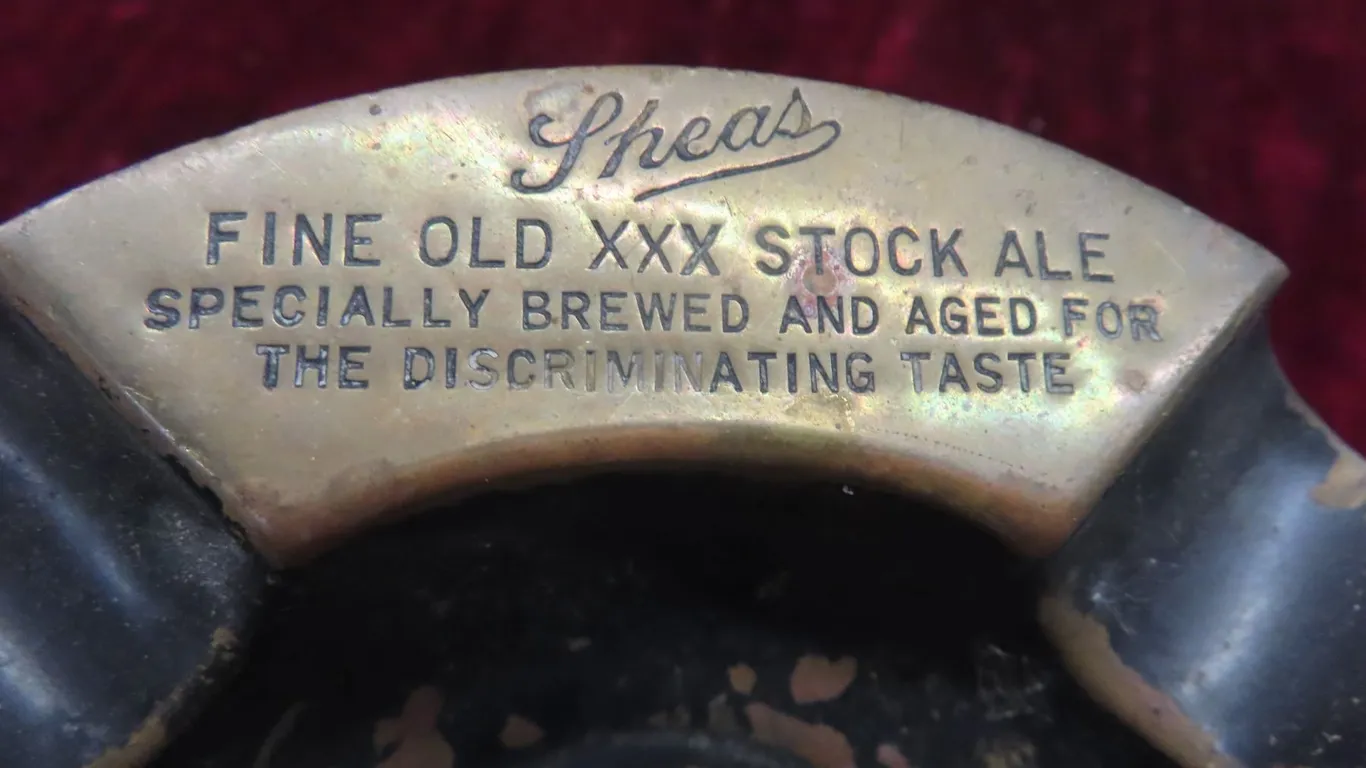 Sheas
FINE OLD XXX STOCK ALE
SPECIALLY BREWED AND AGED FOR
THE DISCRIMINATING TASTE